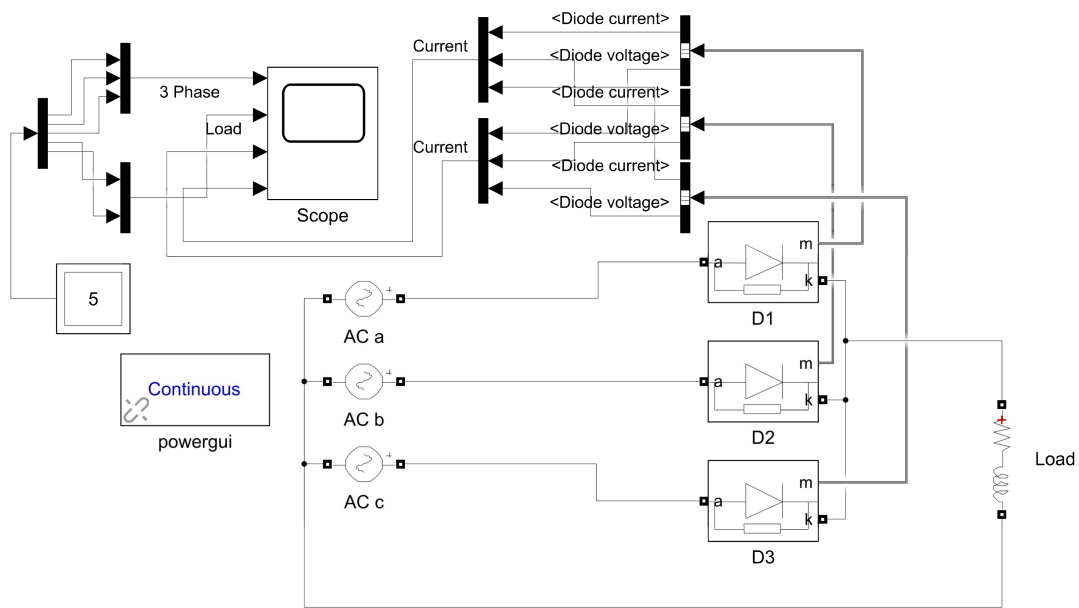 <Diode current>
Current
<Diode voltage>
3 Phase
<Diode current>
Load
<Diode voltage>
Current
<Diode current>
<Diode voltage>
Scope
m
a
k
5
D1
AC a
m
Continuous
a
k
powergui
AC b
D2
Load
m
AC c
a
k
D3